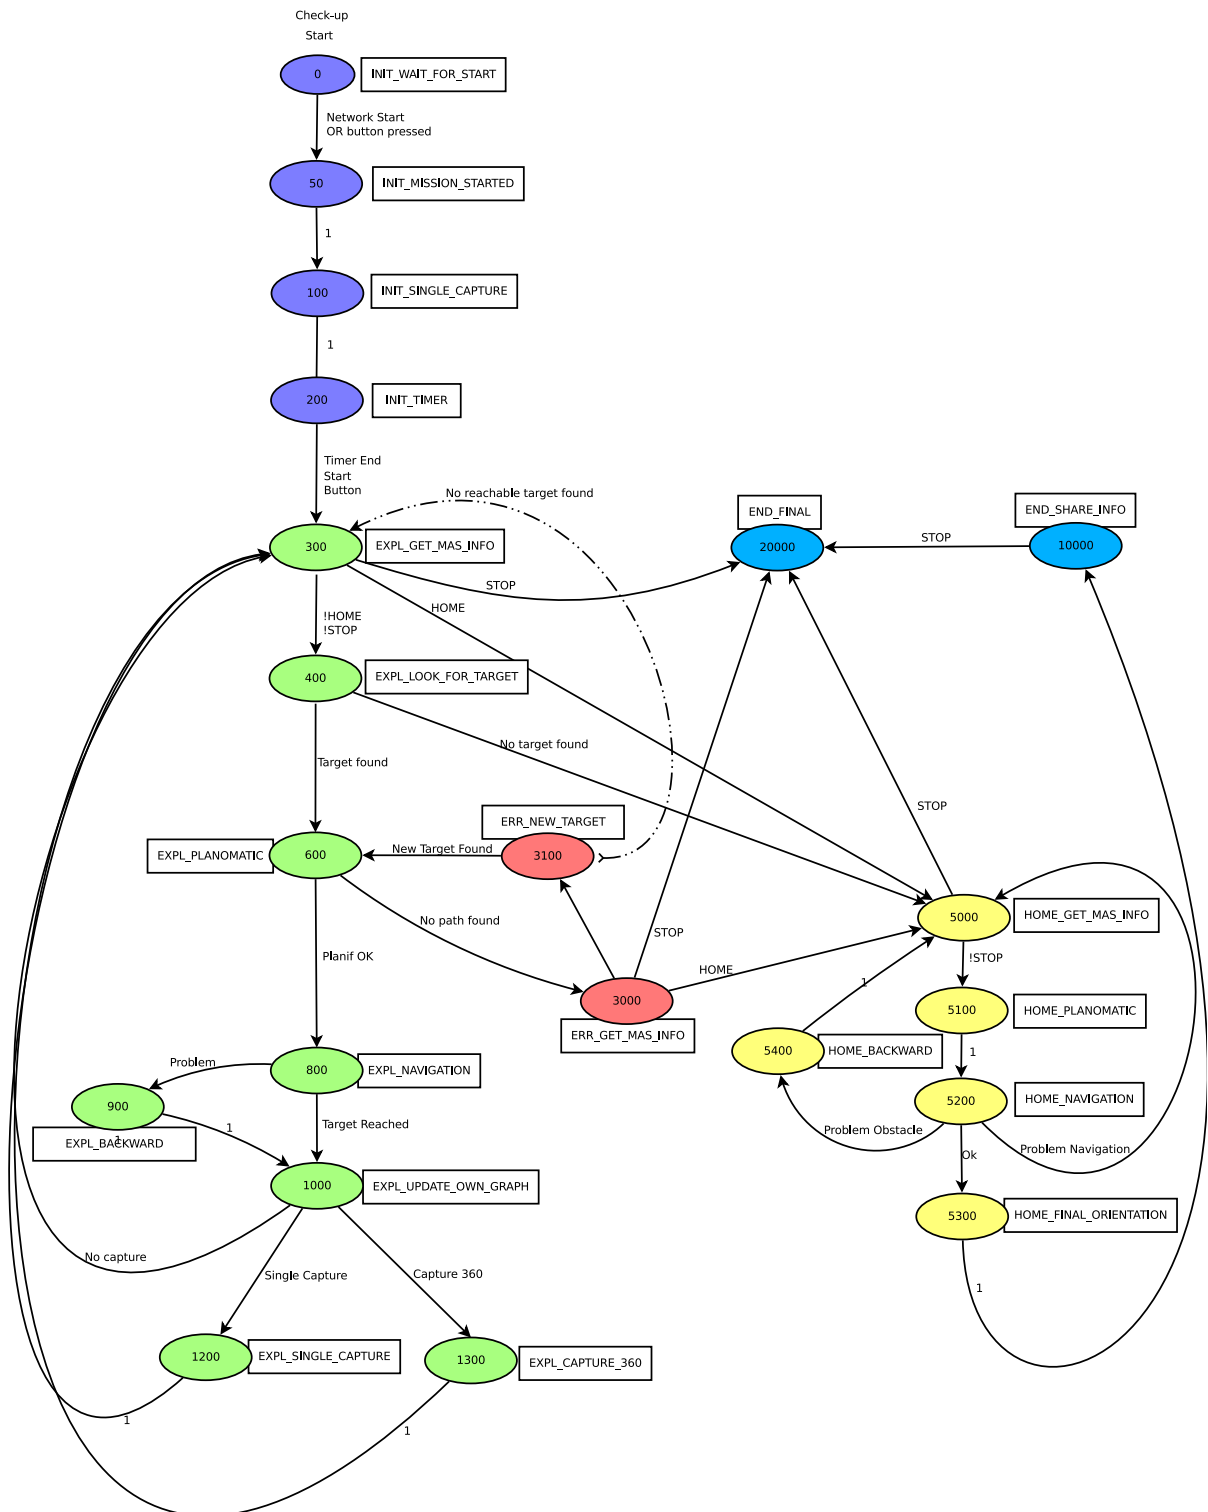 Check-up
Start
0
INIT_WAIT_FOR_START
Network Start
OR button pressed
50
INIT_MISSION_STARTED
1
100
INIT_SINGLE_CAPTURE
1
200
INIT_TIMER
Timer End
Start
Button
No reachable target found
END_FINAL
END_SHARE_INFO
300
EXPL_GET_MAS_INFO
20000
STOP
10000
STOP
HOME
!HOME
!STOP
400
EXPL_LOOK_FOR_TARGET
No target found
Target found
STOP
ERR_NEW_TARGET
EXPL_PLANOMATIC
600
New Target Found
3100
No path found
5000
HOME_GET_MAS_INFO
STOP
Planif OK
!STOP
HOME
1
3000
ERR_GET_MAS_INFO
5100
HOME_PLANOMATIC
5400
HOME_BACKWARD
1
Problem
800
EXPL_NAVIGATION
900
EXPL_BACKWARD
1
1
Target Reached
5200
HOME_NAVIGATION
Problem Obstacle
Problem Navigation
Ok
1000
EXPL_UPDATE_OWN_GRAPH
5300
HOME_FINAL_ORIENTATION
No capture
Single Capture
Capture 360
1
1200
EXPL_SINGLE_CAPTURE
1300
EXPL_CAPTURE_360
1
1